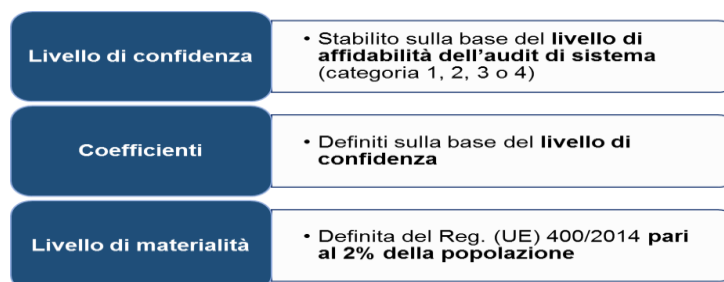 Livello di confidenza
• Stabilito sulla base del livello di
affidabilità dell'audit di sistema
(categoria 1, 2, 3 o 4)
Coefficienti
• Definiti sulla base del livello di
confidenza
Livello di materialità
• Definita del Reg. (UE) 400/2014 pari
al 2% della popolazione